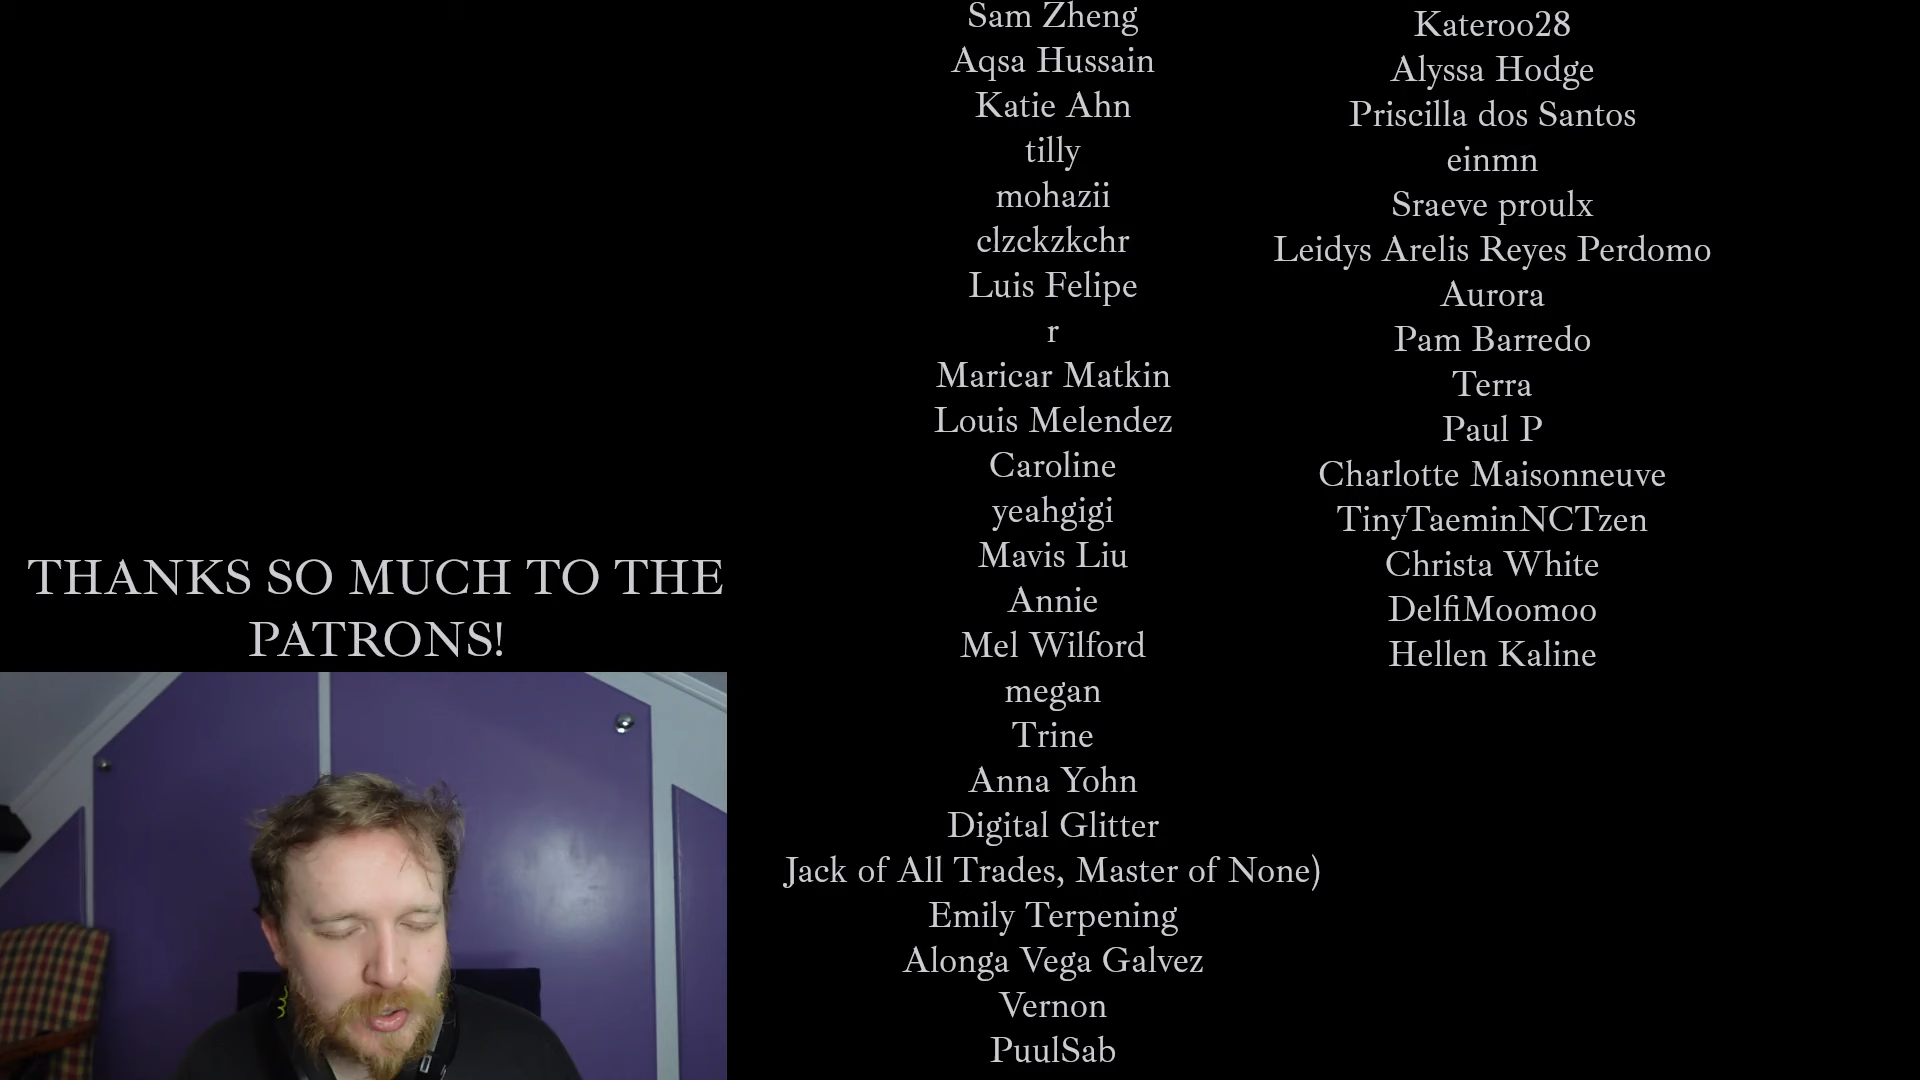 THANKS SO MUCH TO THE
PATRONS!
Sam Zheng
Aqsa Hussain
Katie Ahn
tilly
mohazii
clzckzkchr
Luis Felipe
r
Maricar Matkin
Louis Melendez
Caroline
yeahgigi
Mavis Liu
Annie
Mel Wilford
megan
Trine
Anna Yohn
Digital Glitter
Jack of All Trades, Master of None)
Emily Terpening
Alonga Vega Galvez
Vernon
PuulSab
Kateroo28
Alyssa Hodge
Priscilla dos Santos
einmn
Sraeve proulx
Leidys Arelis Reyes Perdomo
Aurora
Pam Barredo
Terra
Paul P
Charlotte Maisonneuve
TinyTaeminNCTzen
Christa White
DelfiMoomoo
Hellen Kaline